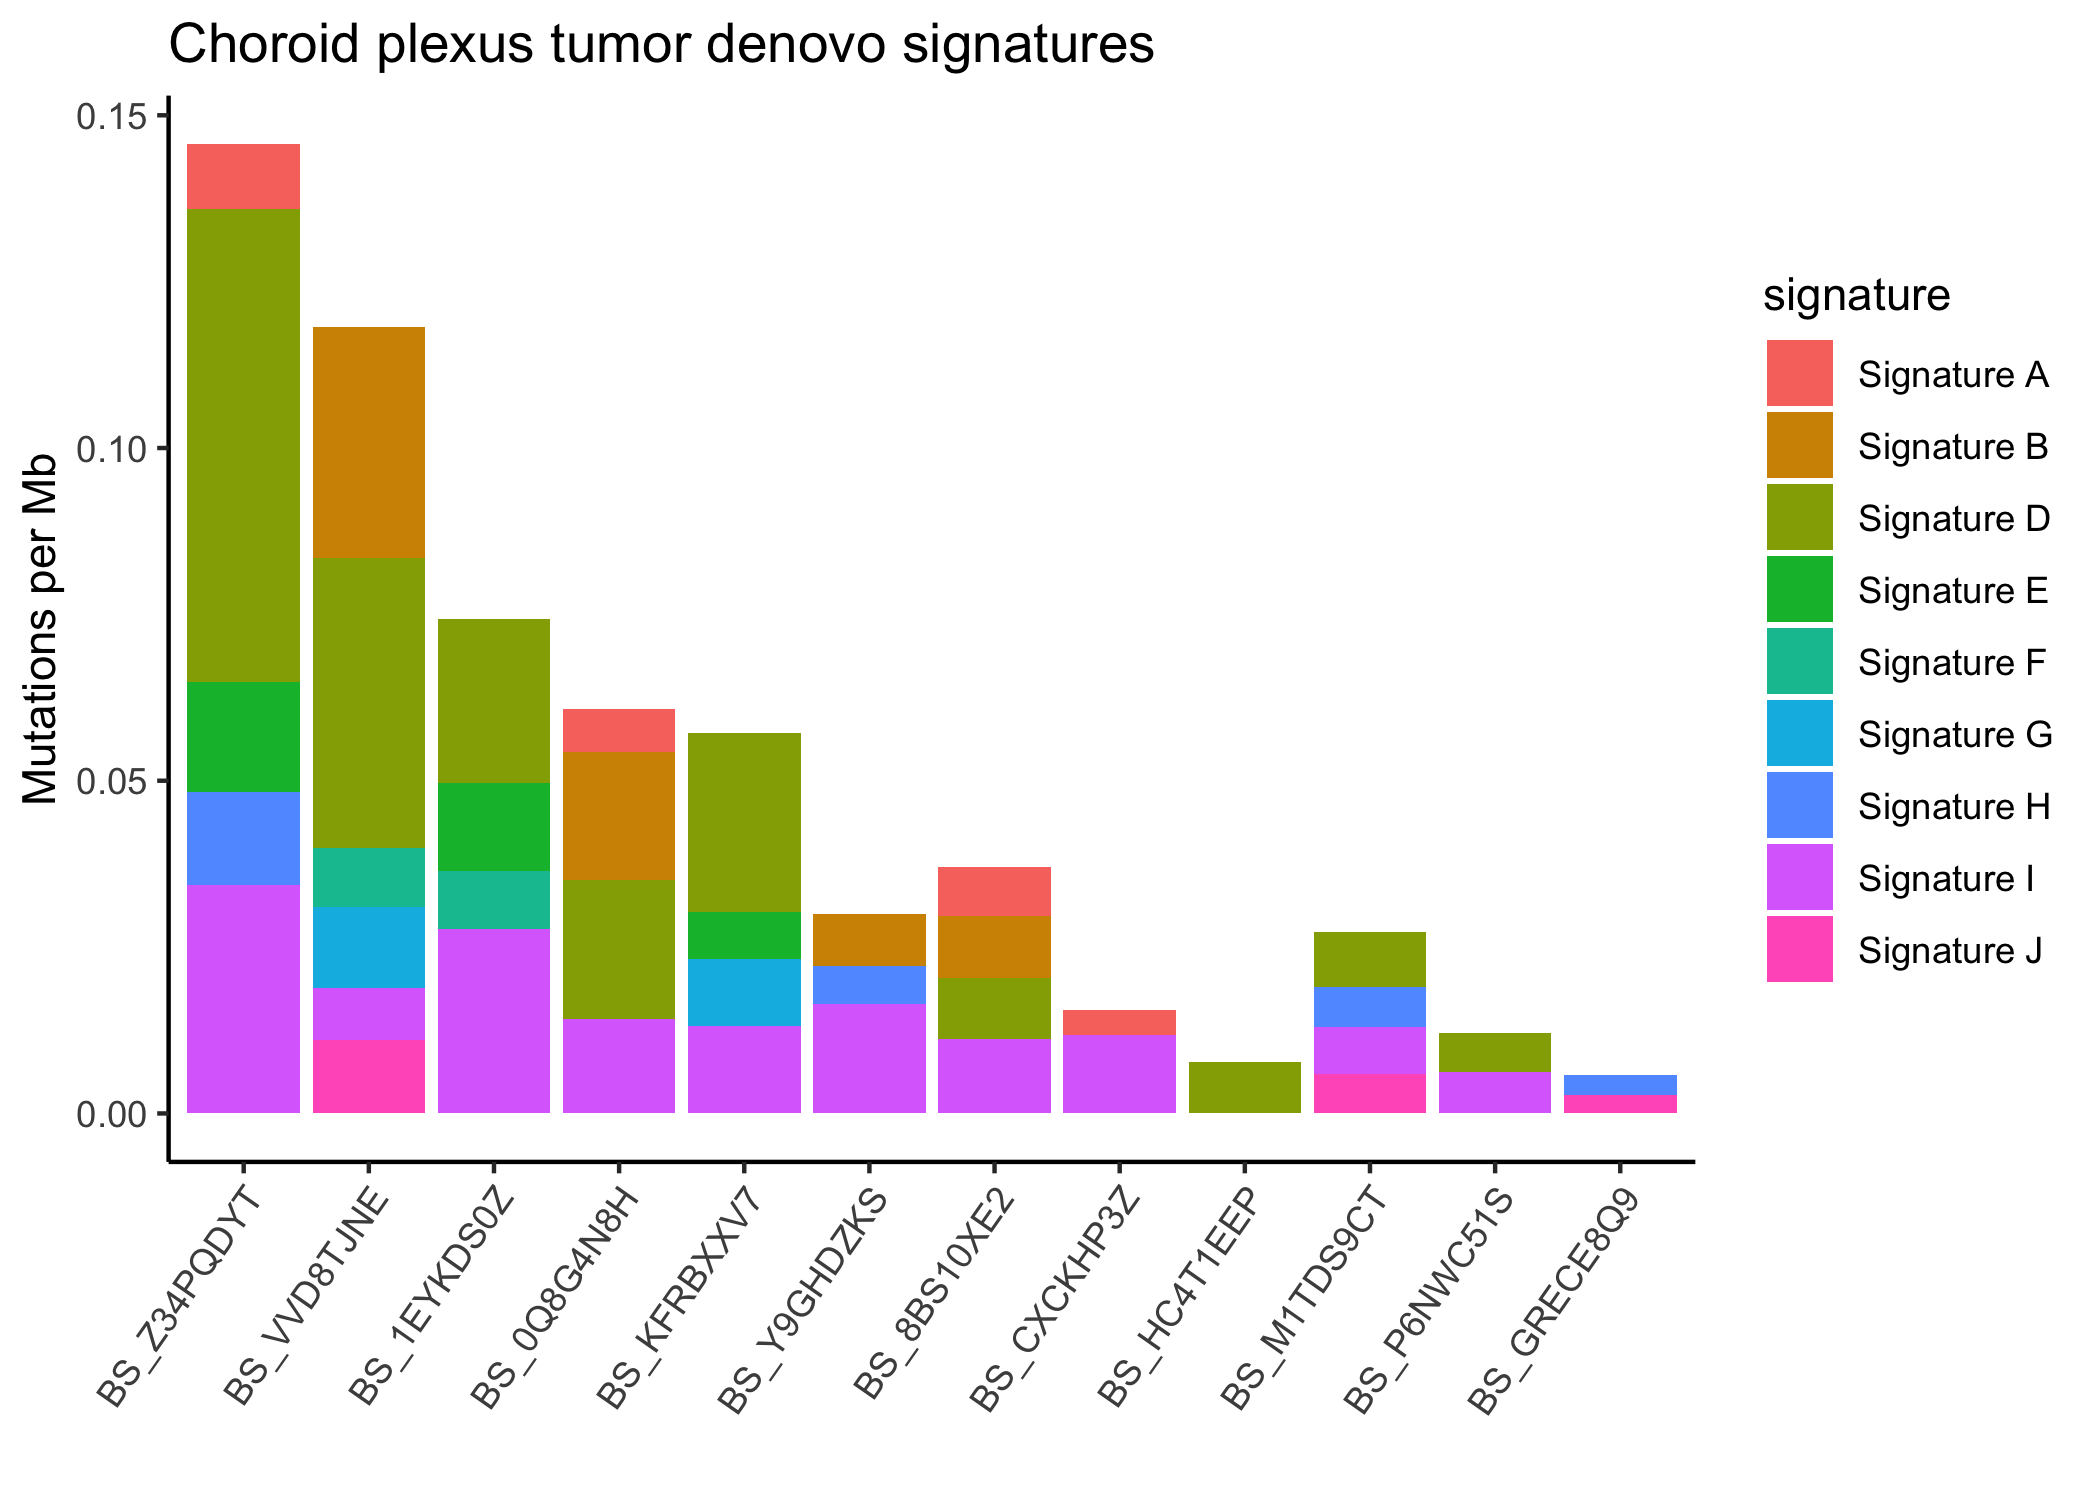 Choroid plexus tumor denovo signatures
Mutations per Mb
0.15
0.10
0.05
0.00
BS_Z34PQDYT
BS_VVD8TJNE
BS_1EYKDS0Z
BS_0Q8G4N8H
BS_KFRBXXV7
BS_Y9GHDZKS
BS_8BS10XE2
BS_CXCKHP3Z
BS_HC4T1EEP
BS_M1TDS9CT
BS_P6NWC51S
BS_GRECE8Q9
signature
Signature A
Signature B
Signature D
Signature E
Signature F
Signature G
Signature H
Signature I
Signature J